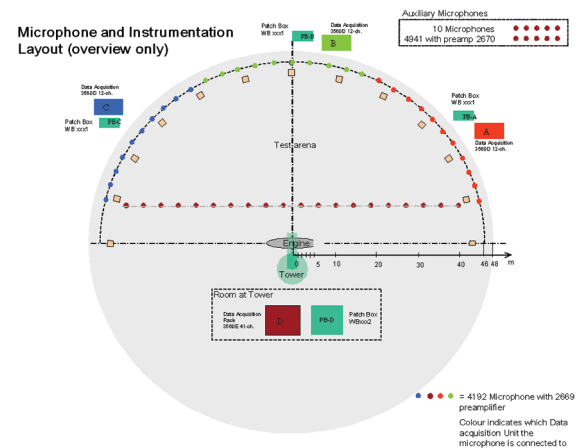 Microphone and Instrumentation
Layout (overview only)
Patch Box
WB xxx1
PB-B
Data Acquisition
3560D 12-ch.
B
Auxiliary Microphones
10 Microphones
4941 with preamp 2670
Data Acquisition
3560D 12-ch.
C
Patch Box
WB xxx1
PB-C
Patch Box
WB xxx1
PB-A
A
Data Acquisition
3560D 12-ch.
Test arena
Engine
0 5 10 20 30 40 46 48 m
Tower
Room at Tower
Data Acquisition
Rack
3560E 41-ch.
D
PB-D
Patch Box
WBxxx2
= 4192 Microphone with 2669
preamplifier
Colour indicates which Data
acquisition Unit the
microphone is connected to